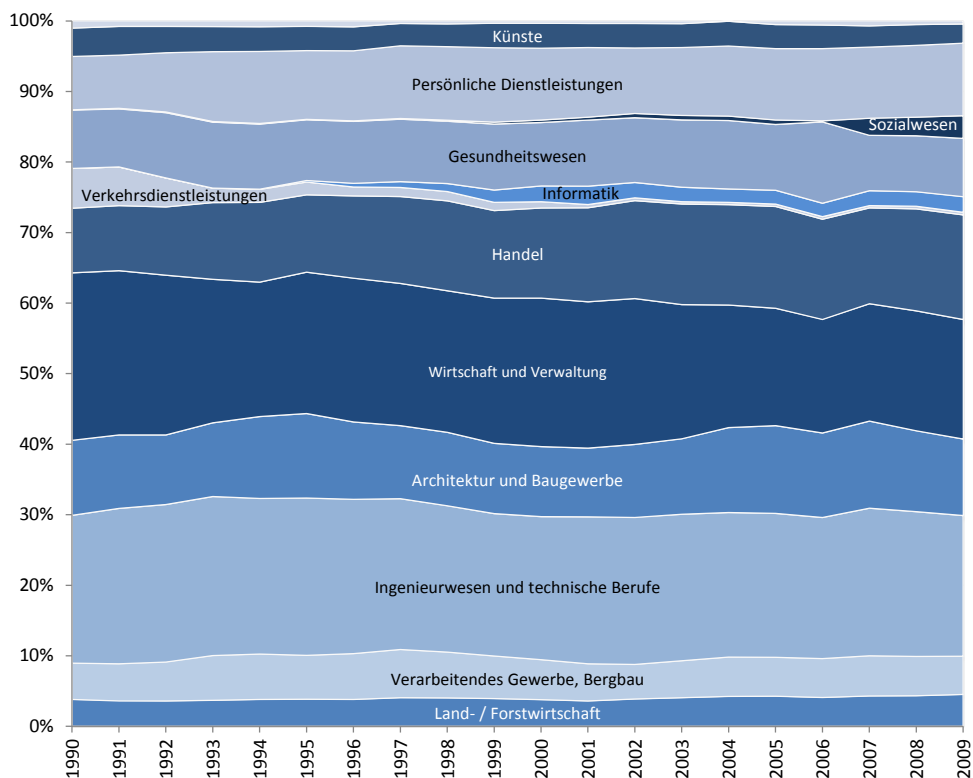 100%
Künste
90%
Persönliche Dienstleistungen
Sozialwesen
80%
Gesundheitswesen
Verkehrsdienstleistungen
Informatik
70%
Handel
60%
50%
Wirtschaft und Verwaltung
40%
Architektur und Baugewerbe
30%
20%
Ingenieurwesen und technische Berufe
10%
Verarbeitendes Gewerbe, Bergbau
Land- / Forstwirtschaft
0%
1990
1991
1992
1993
1994
1995
1996
1997
1998
1999
2000
2001
2002
2003
2004
2005
2006
2007
2008
2009